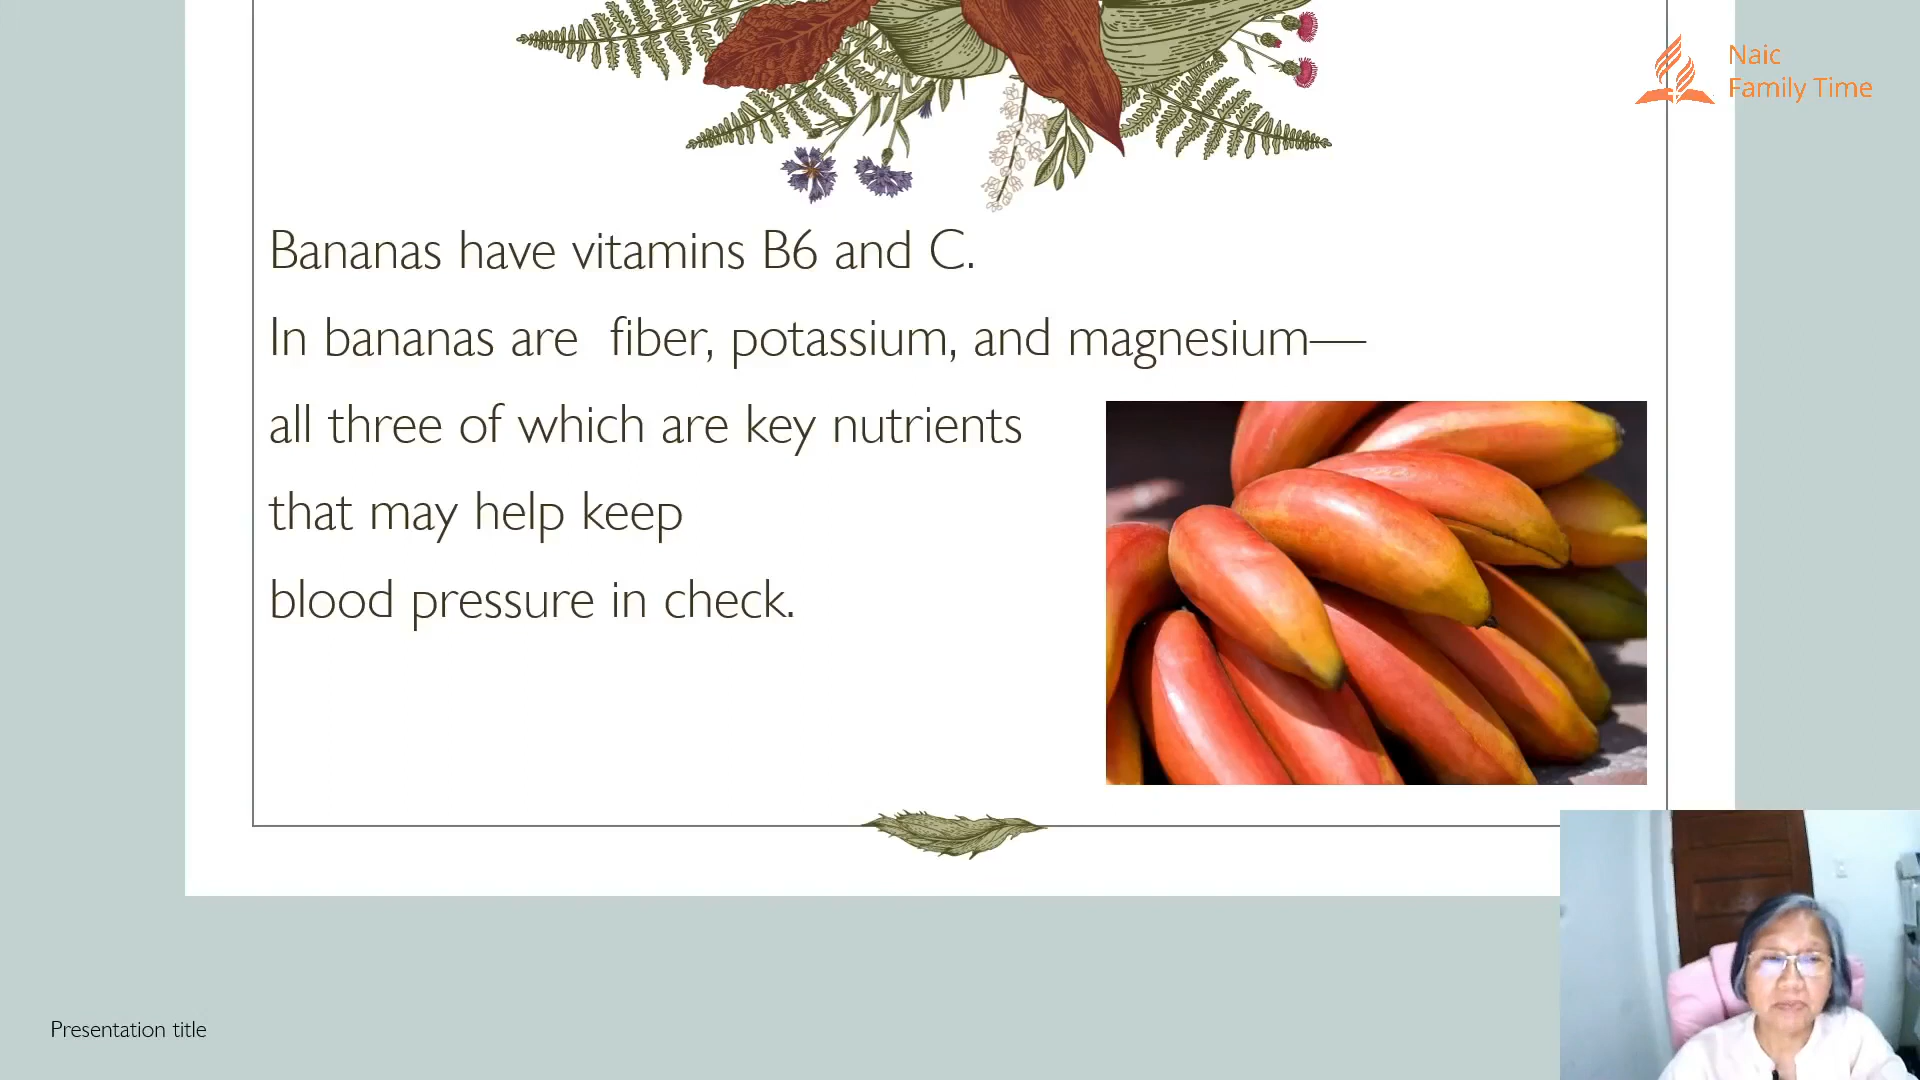 Naic
Family Time
Bananas have vitamins B6 and C.
In bananas are  fiber, potassium, and magnesium—
all three of which are key nutrients
that may help keep
blood pressure in check.
Presentation title